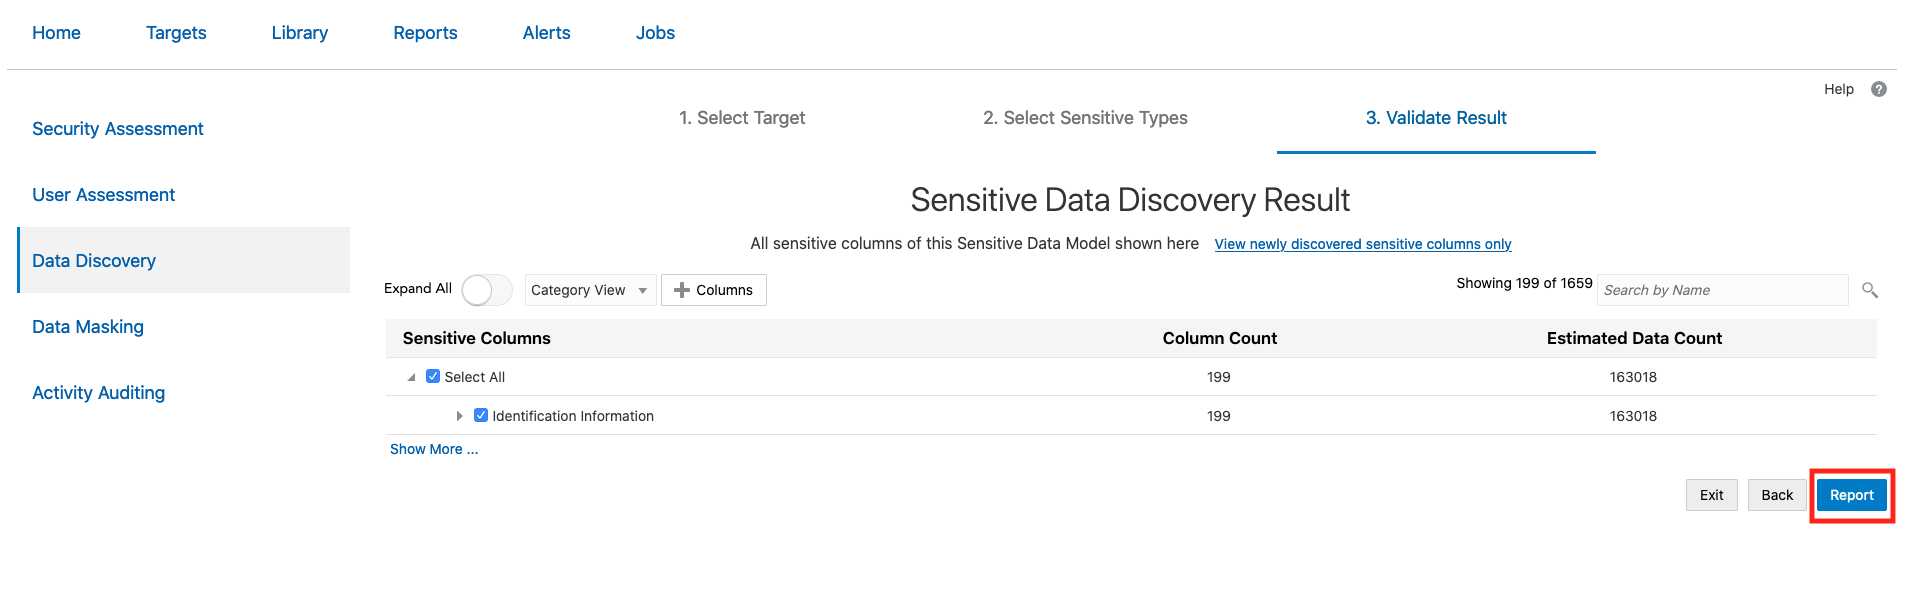 Home Targets Library Reports Alerts Jobs
Help ?
Security Assessment
User Assessment
Data Discovery
Data Masking
Activity Auditing
1. Select Target 2. Select Sensitive Types 3. Validate Result
Sensitive Data Discovery Result
All sensitive columns of this Sensitive Data Model shown here View newly discovered sensitive columns only
Expand All Category View Columns Showing 199 of 1659 Search by Name
Sensitive Columns Column Count Estimated Data Count
Select All 199 163018
Identification Information 199 163018
Show More ...
Exit Back Report